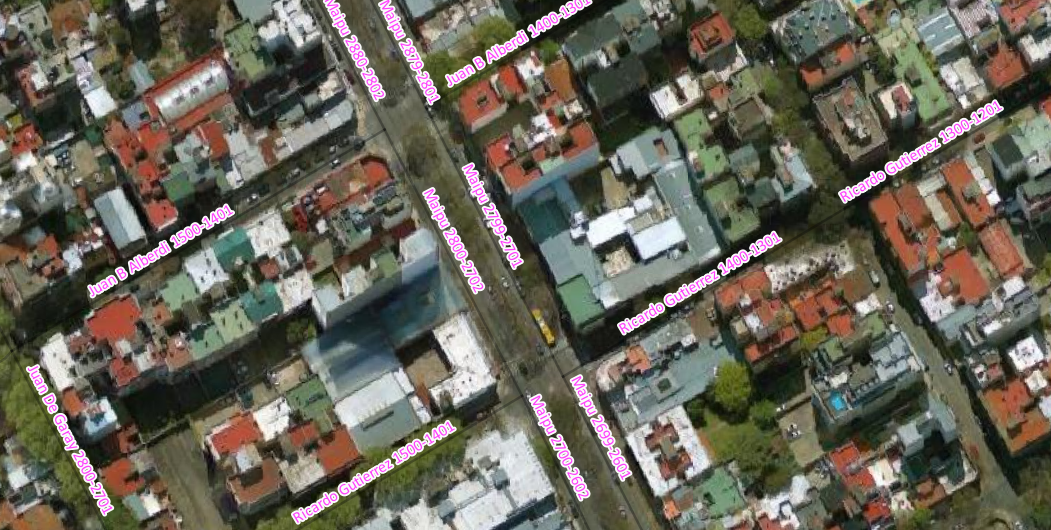 Maipu 2880-2802
Maipu 2879-2801
Juan B Alberdi 1400-1301
Ricardo Gutierrez 1300-1201
Maipu 2799-2701
Maipu 2800-2702
Juan B Alberdi 1500-1401
Ricardo Gutierrez 1400-1301
Juan De Garay 2800-2701
Maipu 2699-2601
Maipu 2700-2602
Ricardo Gutierrez 1500-1401